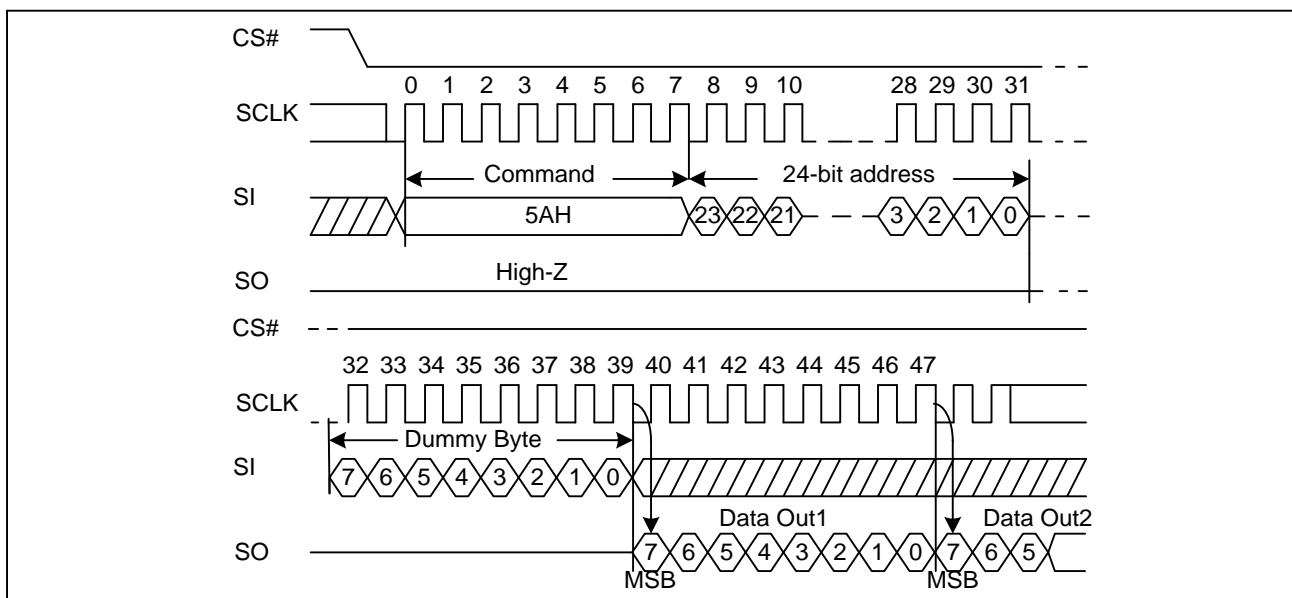 CS#
0 1 2 3 4 5 6 7 8 9 10 28 29 30 31
SCLK
Command 24-bit address
SI
5AH 23 22 21 3 2 1 0
High-Z
SO
CS#
32 33 34 35 36 37 38 39 40 41 42 43 44 45 46 47
SCLK
Dummy Byte
SI
7 6 5 4 3 2 1 0
Data Out1 Data Out2
SO
7 6 5 4 3 2 1 0 7 6 5
MSB MSB